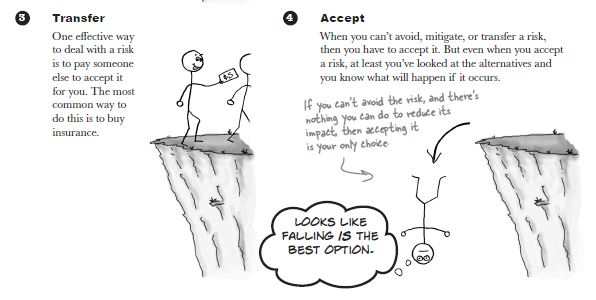 3 Transfer
One effective way
to deal with a risk
is to pay someone
else to accept it
for you. The most
common way to
do this is to buy
insurance.
$5
4 Accept
When you can't avoid, mitigate, or transfer a risk,
then you have to accept it. But even when you accept
a risk, at least you've looked at the alternatives and
you know what will happen if it occurs.
If you can't avoid the risk, and there's
nothing you can do to reduce its
impact, then accepting it
is your only choice.
LOOKS LIKE
FALLING IS THE
BEST OPTION.